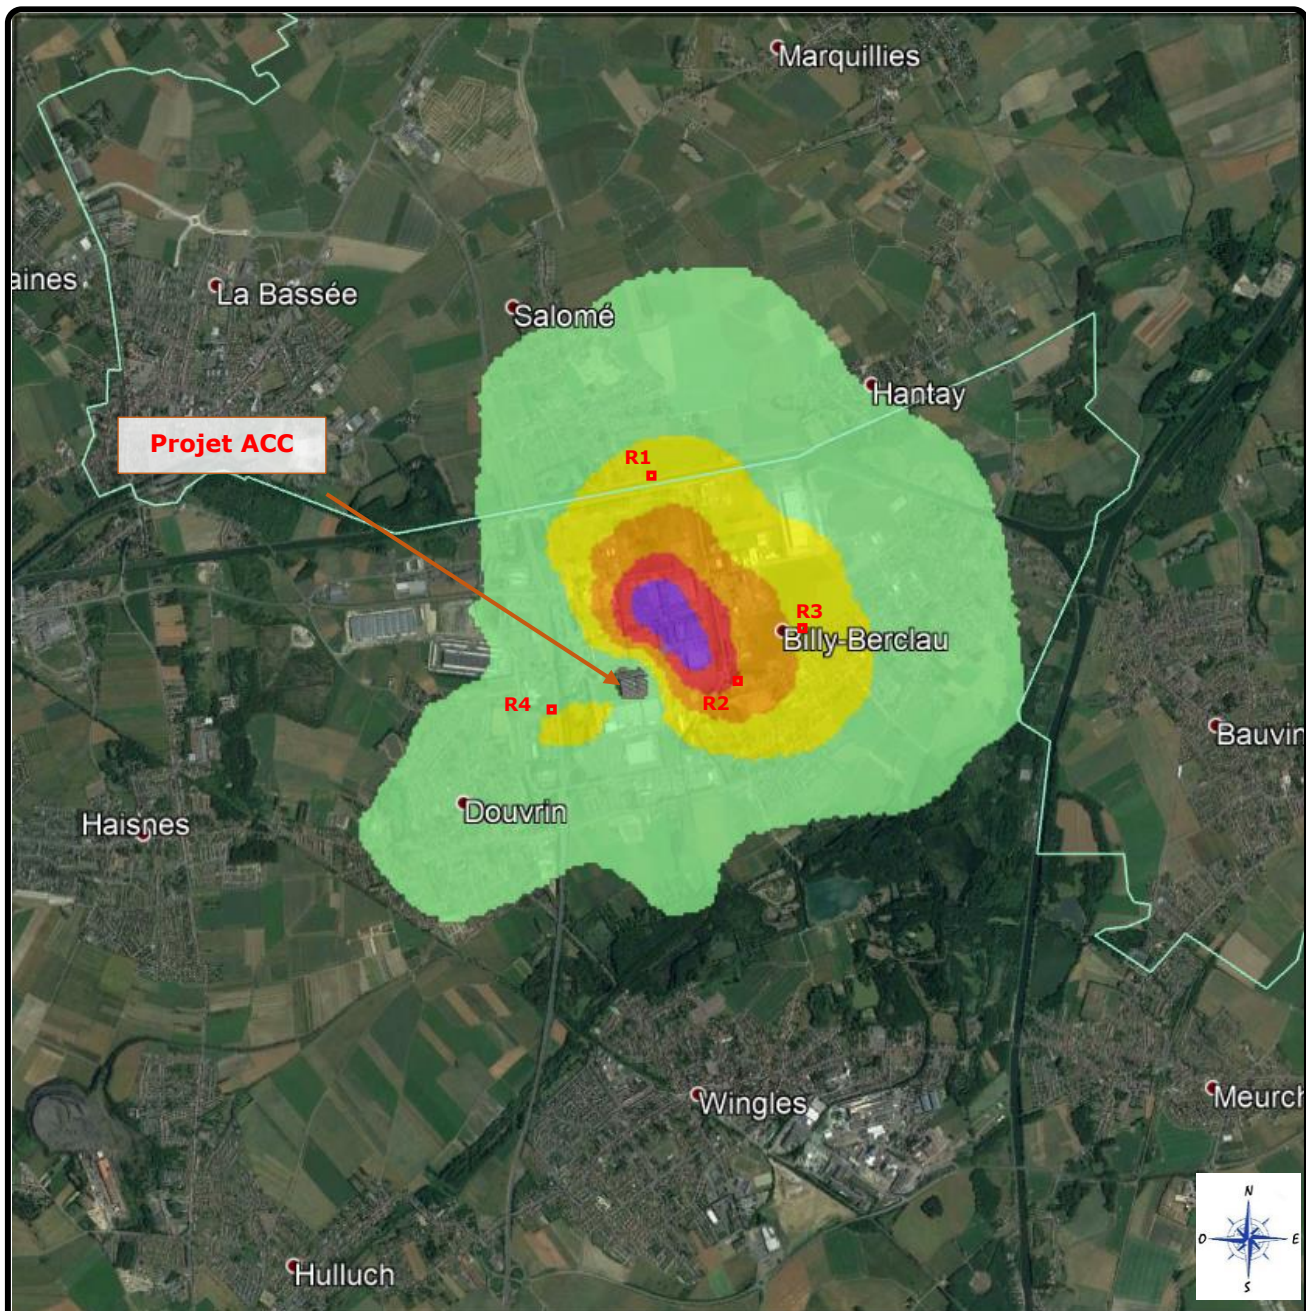 Marquillies
aines
La Bassée
Salomé
Hantay
Projet ACC
R1
R3
Billy-Berclau
R4
R2
Bauvin
Douvrin
Haisnes
Wingles
Meurch
Hulluch
N
O
E
S